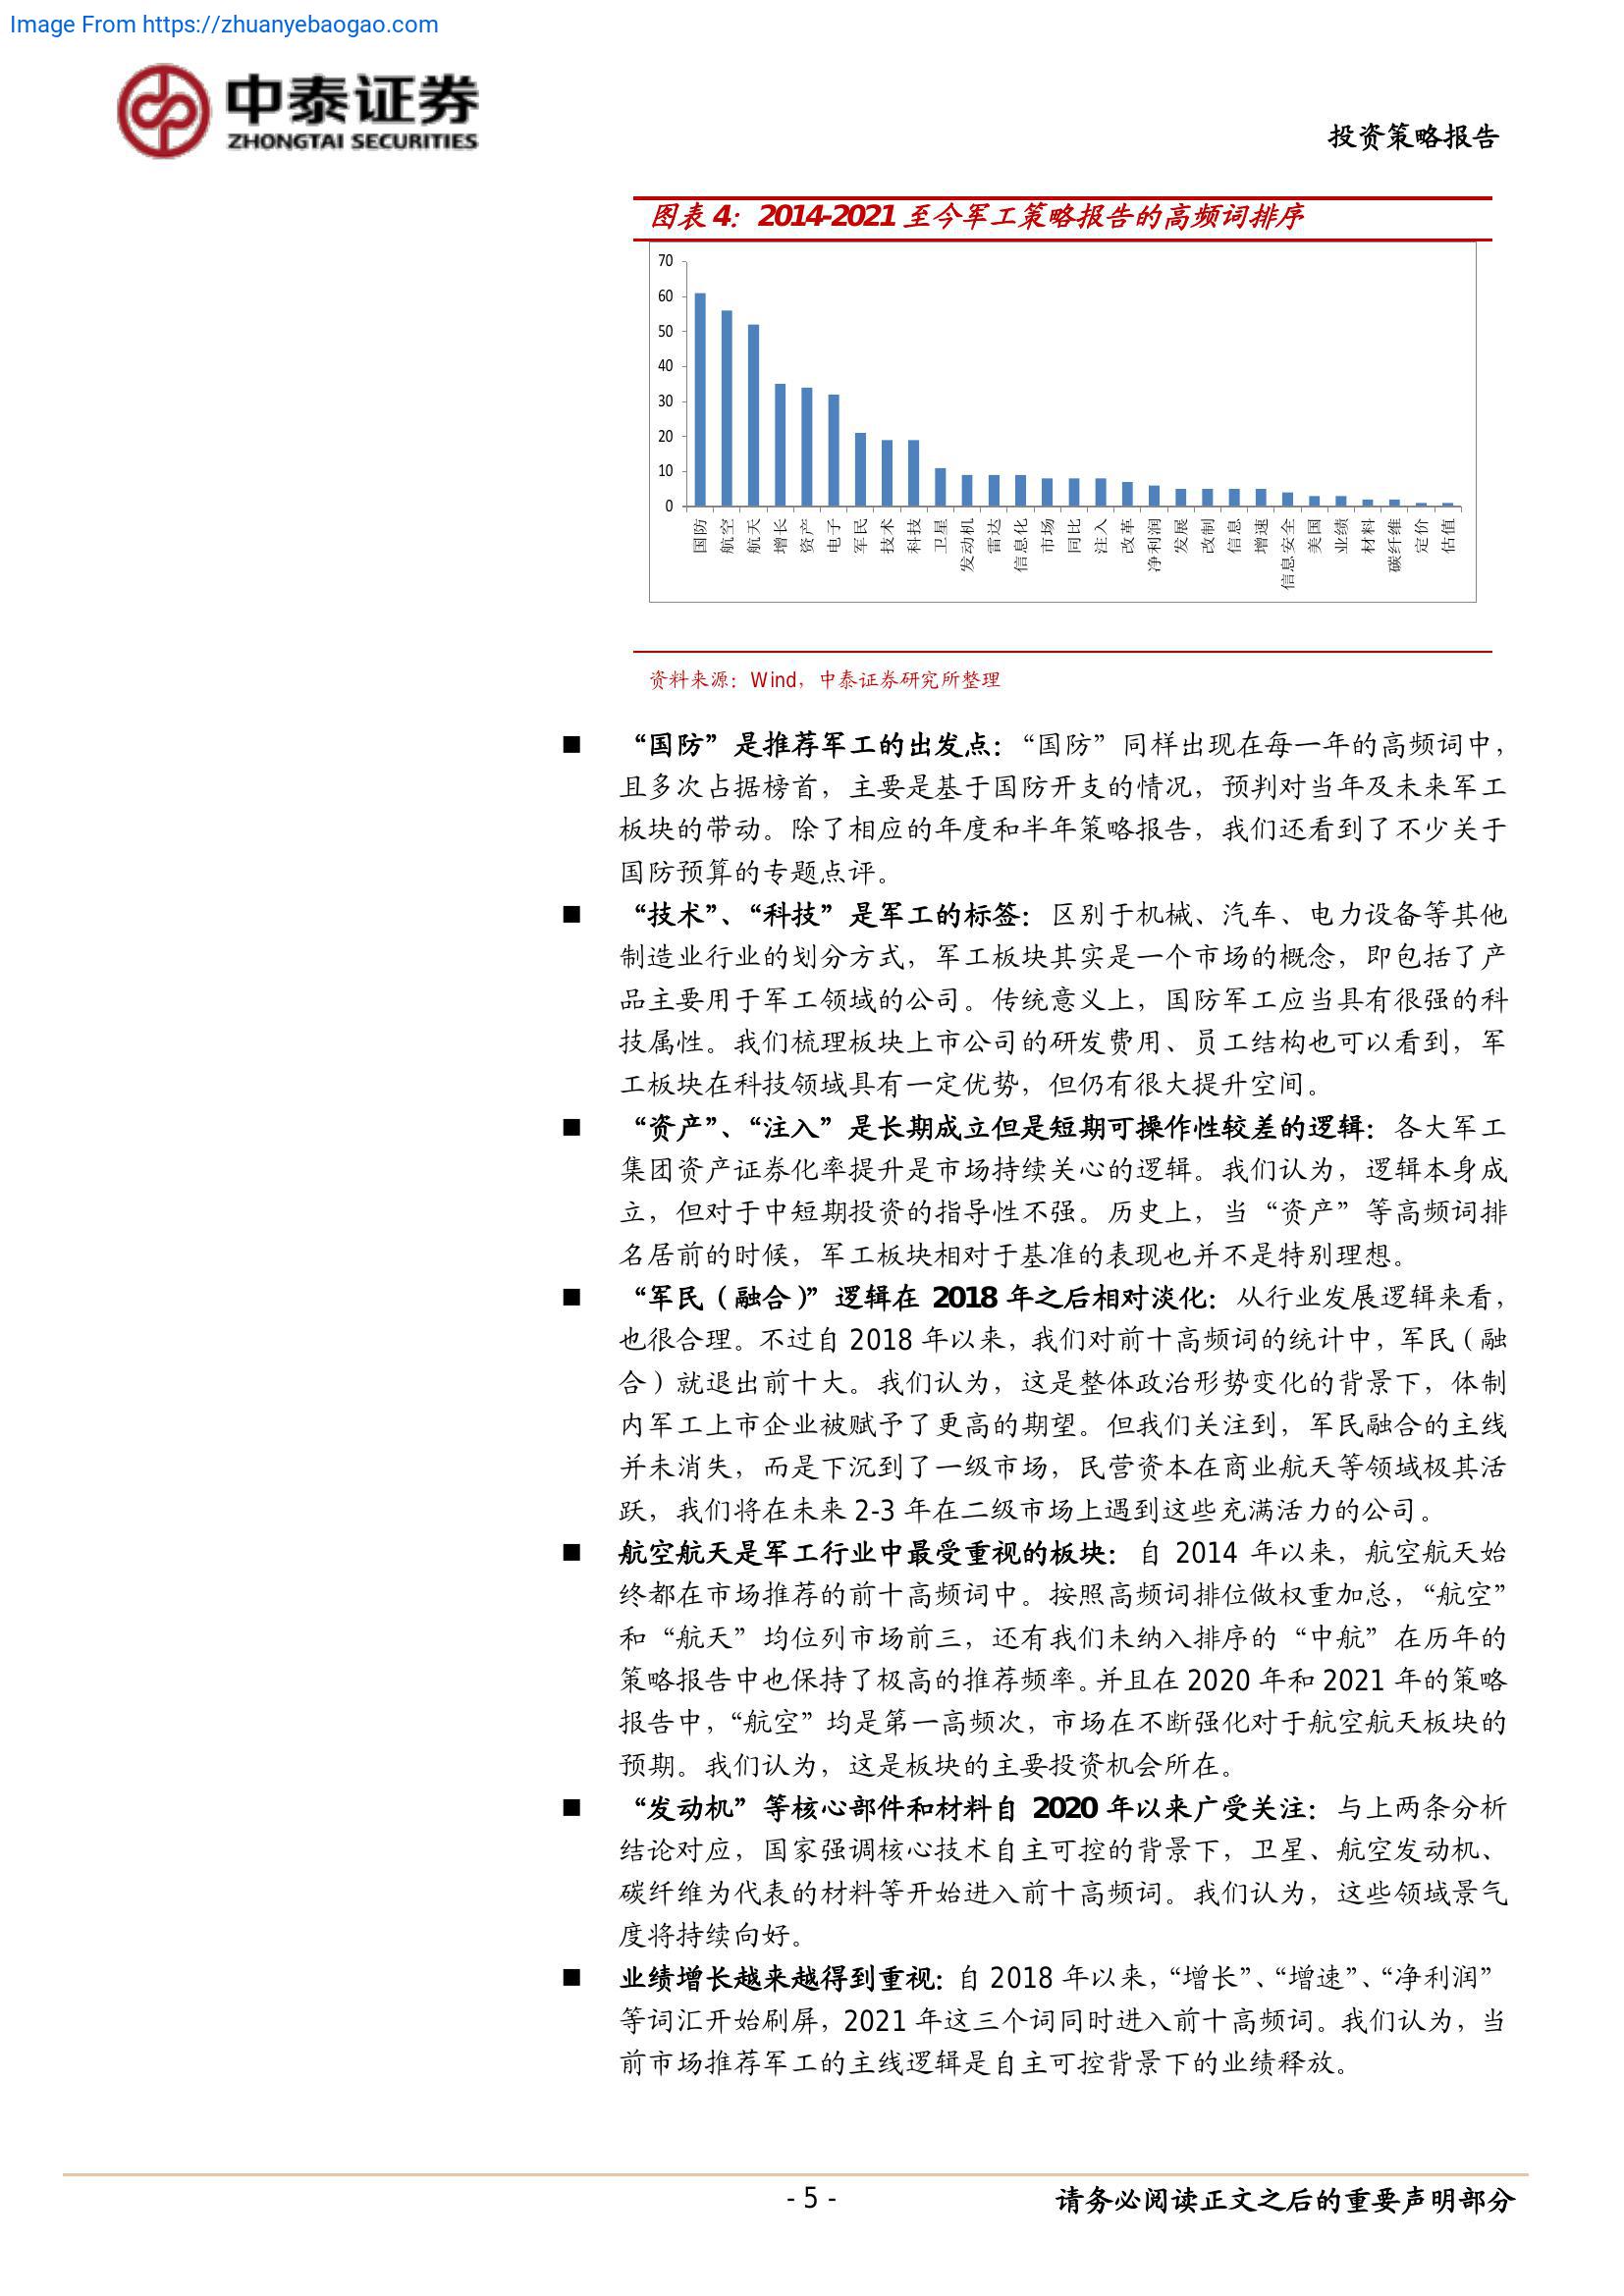 Image From https://zhuanyebaogao.com
中泰证券
ZHONGTAI SECURITIES
投资策略报告
图表 4：2014-2021 至今军工策略报告的高频词排序
70
60
50
40
30
20
10
0
国防 航空 航天 增长 资产 电子 军民 技术 科技 卫星 发动机 雷达 信息化 市场 同比 注入 改革 净利润 发展 改制 信息 增速 信息安全 美国 业绩 材料 碳纤维 定价 估值
资料来源：Wind，中泰证券研究所整理
■ “国防”是推荐军工的出发点：“国防”同样出现在每一年的高频词中，
且多次占据榜首，主要是基于国防开支的情况，预判对当年及未来军工
板块的带动。除了相应的年度和半年策略报告，我们还看到了不少关于
国防预算的专题点评。
■ “技术”、“科技”是军工的标签：区别于机械、汽车、电力设备等其他
制造业行业的划分方式，军工板块其实是一个市场的概念，即包括了产
品主要用于军工领域的公司。传统意义上，国防军工应当具有很强的科
技属性。我们梳理板块上市公司的研发费用、员工结构也可以看到，军
工板块在科技领域具有一定优势，但仍有很大提升空间。
■ “资产”、“注入”是长期成立但是短期可操作性较差的逻辑：各大军工
集团资产证券化率提升是市场持续关心的逻辑。我们认为，逻辑本身成
立，但对于中短期投资的指导性不强。历史上，当“资产”等高频词排
名居前的时候，军工板块相对于基准的表现也并不是特别理想。
■ “军民（融合）”逻辑在 2018 年之后相对淡化：从行业发展逻辑来看，
也很合理。不过自 2018 年以来，我们对前十高频词的统计中，军民（融
合）就退出前十大。我们认为，这是整体政治形势变化的背景下，体制
内军工上市企业被赋予了更高的期望。但我们关注到，军民融合的主线
并未消失，而是下沉到了一级市场，民营资本在商业航天等领域极其活
跃，我们将在未来 2-3 年在二级市场上遇到这些充满活力的公司。
■ 航空航天是军工行业中最受重视的板块：自 2014 年以来，航空航天始
终都在市场推荐的前十高频词中。按照高频词排位做权重加总，“航空”
和“航天”均位列市场前三，还有我们未纳入排序的“中航”在历年的
策略报告中也保持了极高的推荐频率。并且在 2020 年和 2021 年的策略
报告中，“航空”均是第一高频次，市场在不断强化对于航空航天板块的
预期。我们认为，这是板块的主要投资机会所在。
■ “发动机”等核心部件和材料自 2020 年以来广受关注：与上两条分析
结论对应，国家强调核心技术自主可控的背景下，卫星、航空发动机、
碳纤维为代表的材料等开始进入前十高频词。我们认为，这些领域景气
度将持续向好。
■ 业绩增长越来越得到重视：自 2018 年以来，“增长”、“增速”、“净利润”
等词汇开始刷屏，2021 年这三个词同时进入前十高频词。我们认为，当
前市场推荐军工的主线逻辑是自主可控背景下的业绩释放。
- 5 -
请务必阅读正文之后的重要声明部分